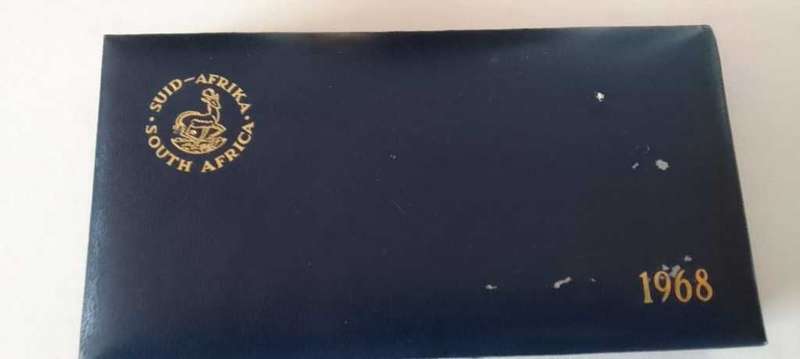 · SUID-AFRIKA ·
SOUTH AFRICA
1968